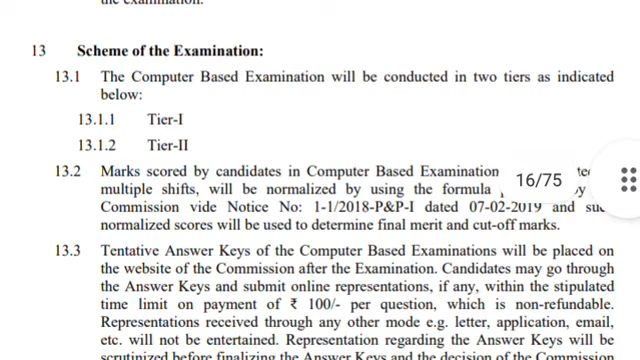 the examination.
13 Scheme of the Examination:
13.1 The Computer Based Examination will be conducted in two tiers as indicated
below:
13.1.1 Tier-I
13.1.2 Tier-II
13.2 Marks scored by candidates in Computer Based Examination
multiple shifts, will be normalized by using the formula
16/75
Commission vide Notice No: 1-1/2018-P&P-I dated 07-02-2019 and
normalized scores will be used to determine final merit and cut-off marks.
13.3 Tentative Answer Keys of the Computer Based Examinations will be placed on
the website of the Commission after the Examination. Candidates may go through
the Answer Keys and submit online representations, if any, within the stipulated
time limit on payment of ₹ 100/- per question, which is non-refundable.
Representations received through any other mode e.g. letter, application, email,
etc. will not be entertained. Representation regarding the Answer Keys will be
scrutinized before finalizing the Answer Keys and the decision of the Commission